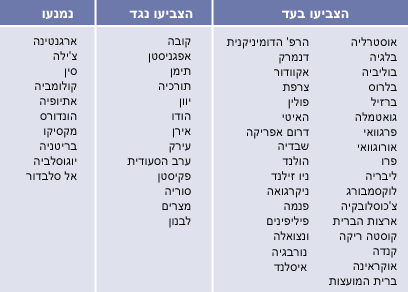 הצביעו בעד
הצביעו נגד
נמנעו
אוסטרליה
בלגיה
בוליביה
בלרוס
ברזיל
גואטמלה
פרגוואי
אורוגוואי
פרו
ליבריה
לוקסמבורג
צ'כוסלובקיה
ארצות הברית
קוסטה ריקה
קנדה
אוקראינה
ברית המועצות
הרפ' הדומיניקנית
דנמרק
אקוודור
צרפת
פולין
האיטי
דרום אפריקה
שבדיה
הולנד
ניו זילנד
ניקרגואה
פנמה
פיליפינים
ונצואלה
נורבגיה
איסלנד
קובה
אפגניסטן
תימן
תורכיה
יוון
הודו
אירן
עירק
ערב הסעודית
פקיסטן
סוריה
מצרים
לבנון
ארגנטינה
צ'ילה
סין
קולומביה
אתיופיה
הונדורס
מקסיקו
בריטניה
יוגוסלביה
אל סלבדור